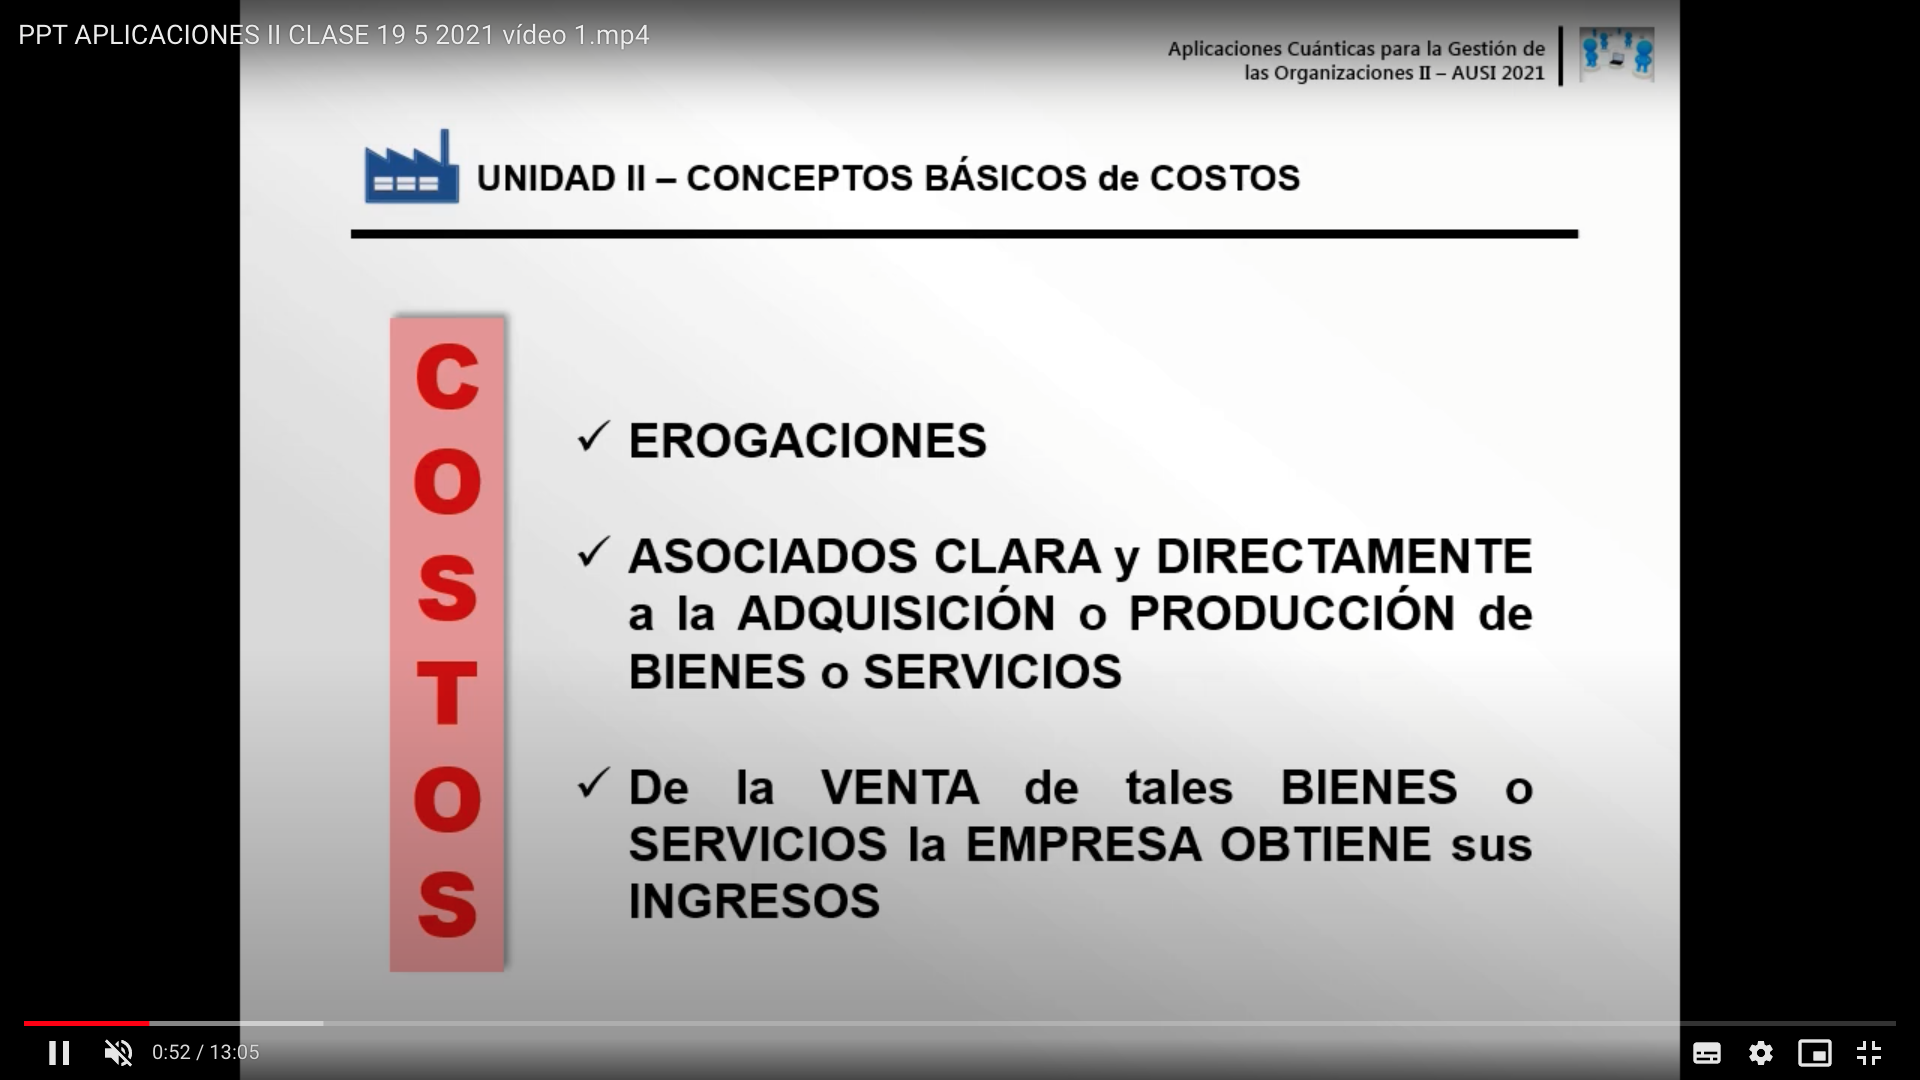 PPT APLICACIONES II CLASE 19 5 2021 vídeo 1.mp4
Aplicaciones Cuánticas para la Gestión de
las Organizaciones II – AUSI 2021
UNIDAD II – CONCEPTOS BÁSICOS de COSTOS
C
O
S
T
O
S
✓ EROGACIONES
✓ ASOCIADOS CLARA y DIRECTAMENTE
a la ADQUISICIÓN o PRODUCCIÓN de
BIENES o SERVICIOS
✓ De la VENTA de tales BIENES o
SERVICIOS la EMPRESA OBTIENE sus
INGRESOS
0:52 / 13:05